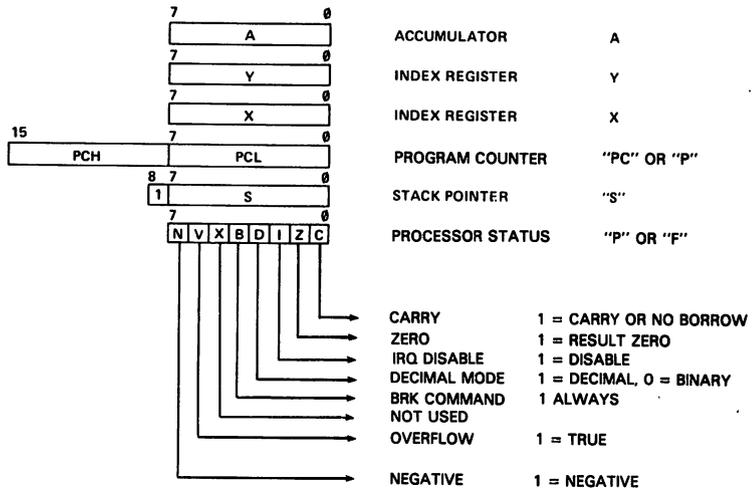 7 0
A ACCUMULATOR A
7 0
Y INDEX REGISTER Y
7 0
X INDEX REGISTER X
15 7 0
PCH PCL PROGRAM COUNTER "PC" OR "P"
8 7 0
1 S STACK POINTER "S"
7 0
N V X B D I Z C PROCESSOR STATUS "P" OR "F"
CARRY 1 = CARRY OR NO BORROW
ZERO 1 = RESULT ZERO
IRQ DISABLE 1 = DISABLE
DECIMAL MODE 1 = DECIMAL, 0 = BINARY
BRK COMMAND 1 ALWAYS
NOT USED
OVERFLOW 1 = TRUE
NEGATIVE 1 = NEGATIVE